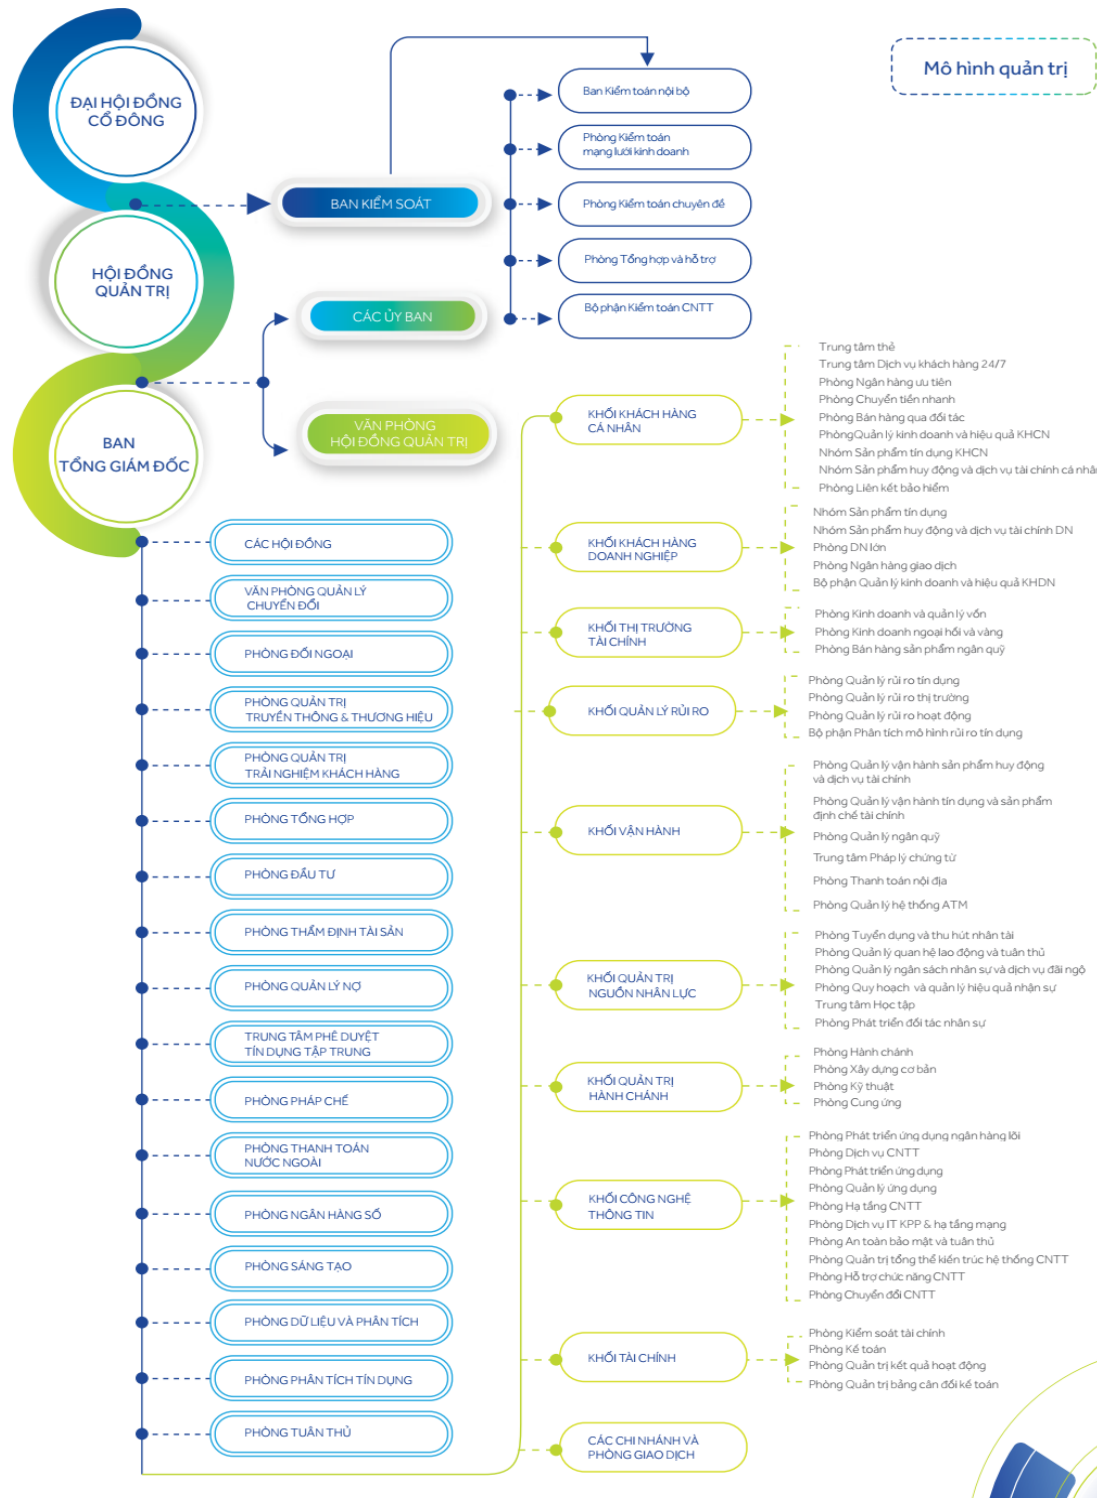 Mô hình quản trị
ĐẠI HỘI ĐỒNG
CỔ ĐÔNG
HỘI ĐỒNG
QUẢN TRỊ
BAN
TỔNG GIÁM ĐỐC
BAN KIỂM SOÁT
CÁC ỦY BAN
VĂN PHÒNG
HỘI ĐỒNG QUẢN TRỊ
Ban Kiểm toán nội bộ
Phòng Kiểm toán
mạng lưới kinh doanh
Phòng Kiểm toán chuyên đề
Phòng Tổng hợp và hỗ trợ
Bộ phận Kiểm toán CNTT
CÁC HỘI ĐỒNG
VĂN PHÒNG QUẢN LÝ
CHUYỂN ĐỔI
PHÒNG ĐỐI NGOẠI
PHÒNG QUẢN TRỊ
TRUYỀN THÔNG & THƯƠNG HIỆU
PHÒNG QUẢN TRỊ
TRẢI NGHIỆM KHÁCH HÀNG
PHÒNG TỔNG HỢP
PHÒNG ĐẦU TƯ
PHÒNG THẨM ĐỊNH TÀI SẢN
PHÒNG QUẢN LÝ NỢ
TRUNG TÂM PHÊ DUYỆT
TÍN DỤNG TẬP TRUNG
PHÒNG PHÁP CHẾ
PHÒNG THANH TOÁN
NƯỚC NGOÀI
PHÒNG NGÂN HÀNG SỐ
PHÒNG SÁNG TẠO
PHÒNG DỮ LIỆU VÀ PHÂN TÍCH
PHÒNG PHÂN TÍCH TÍN DỤNG
PHÒNG TUÂN THỦ
KHỐI KHÁCH HÀNG
CÁ NHÂN
Trung tâm thẻ
Trung tâm Dịch vụ khách hàng 24/7
Phòng Ngân hàng ưu tiên
Phòng Chuyển tiền nhanh
Phòng Bán hàng qua đối tác
PhòngQuản lý kinh doanh và hiệu quả KHCN
Nhóm Sản phẩm tín dụng KHCN
Nhóm Sản phẩm huy động và dịch vụ tài chính cá nhân
Phòng Liên kết bảo hiểm
KHỐI KHÁCH HÀNG
DOANH NGHIỆP
Nhóm Sản phẩm tín dụng
Nhóm Sản phẩm huy động và dịch vụ tài chính DN
Phòng DN lớn
Phòng Ngân hàng giao dịch
Bộ phận Quản lý kinh doanh và hiệu quả KHDN
KHỐI THỊ TRƯỜNG
TÀI CHÍNH
Phòng Kinh doanh và quản lý vốn
Phòng Kinh doanh ngoại hối và vàng
Phòng Bán hàng sản phẩm ngân quỹ
KHỐI QUẢN LÝ RỦI RO
Phòng Quản lý rủi ro tín dụng
Phòng Quản lý rủi ro thị trường
Phòng Quản lý rủi ro hoạt động
Bộ phận Phân tích mô hình rủi ro tín dụng
KHỐI VẬN HÀNH
Phòng Quản lý vận hành sản phẩm huy động
và dịch vụ tài chính
Phòng Quản lý vận hành tín dụng và sản phẩm
định chế tài chính
Phòng Quản lý ngân quỹ
Trung tâm Pháp lý chứng từ
Phòng Thanh toán nội địa
Phòng Quản lý hệ thống ATM
KHỐI QUẢN TRỊ
NGUỒN NHÂN LỰC
Phòng Tuyển dụng và thu hút nhân tài
Phòng Quản lý quan hệ lao động và tuân thủ
Phòng Quản lý ngân sách nhân sự và dịch vụ đãi ngộ
Phòng Quy hoạch và quản lý hiệu quả nhân sự
Trung tâm Học tập
Phòng Phát triển đối tác nhân sự
KHỐI QUẢN TRỊ
HÀNH CHÁNH
Phòng Hành chánh
Phòng Xây dựng cơ bản
Phòng Kỹ thuật
Phòng Cung ứng
KHỐI CÔNG NGHỆ
THÔNG TIN
Phòng Phát triển ứng dụng ngân hàng lõi
Phòng Dịch vụ CNTT
Phòng Phát triển ứng dụng
Phòng Quản lý ứng dụng
Phòng Hạ tầng CNTT
Phòng Dịch vụ IT KPP & hạ tầng mạng
Phòng An toàn bảo mật và tuân thủ
Phòng Quản trị tổng thể kiến trúc hệ thống CNTT
Phòng Hỗ trợ chức năng CNTT
Phòng Chuyển đổi CNTT
KHỐI TÀI CHÍNH
Phòng Kiểm soát tài chính
Phòng Kế toán
Phòng Quản trị kết quả hoạt động
Phòng Quản trị bảng cân đối kế toán
CÁC CHI NHÁNH VÀ
PHÒNG GIAO DỊCH